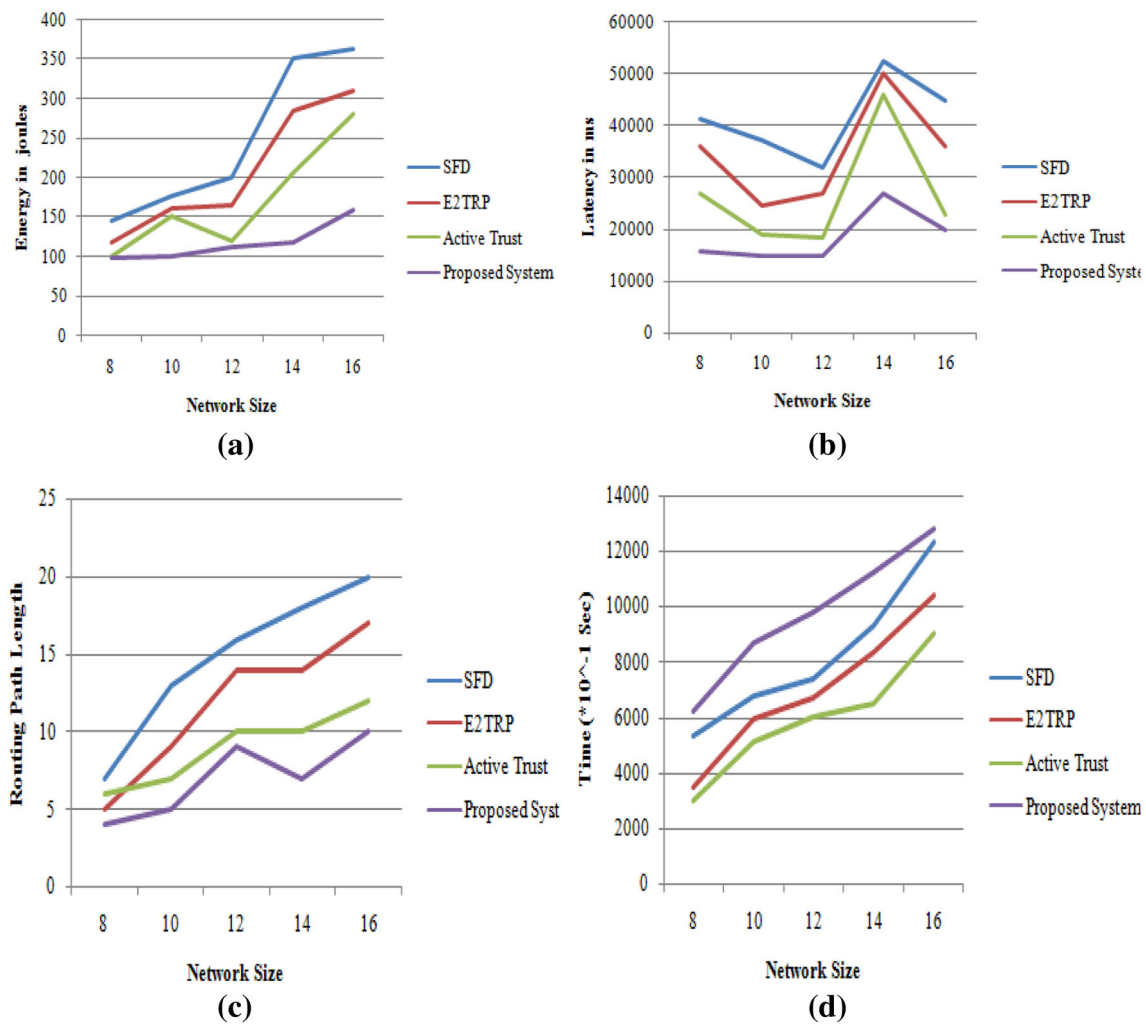 Energy in joules
400
350
300
250
200
150
100
50
0
8 10 12 14 16
Network Size
SFD
E2TRP
Active Trust
Proposed System
(a)
Latency in ms
60000
50000
40000
30000
20000
10000
0
8 10 12 14 16
Network Size
SFD
E2TRP
Active Trust
Proposed Syste
(b)
Routing Path Length
25
20
15
10
5
0
8 10 12 14 16
Network Size
SFD
E2TRP
Active Trust
Proposed Syst
(c)
Time (*10^-1 Sec)
14000
12000
10000
8000
6000
4000
2000
0
8 10 12 14 16
Network Size
SFD
E2TRP
Active Trust
Proposed System
(d)